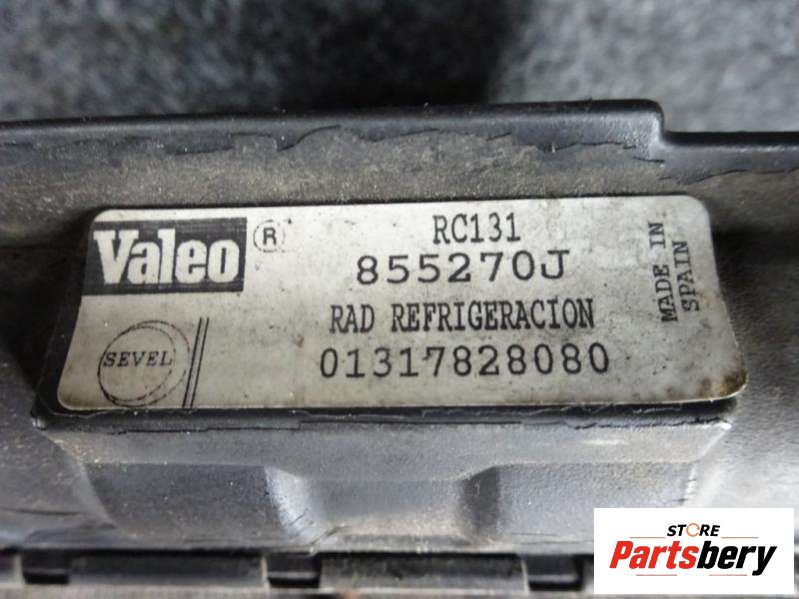 Valeo ®
RC131
855270J
RAD REFRIGERACION
01317828080
SEVEL
MADE IN
SPAIN
STORE
Partsbery